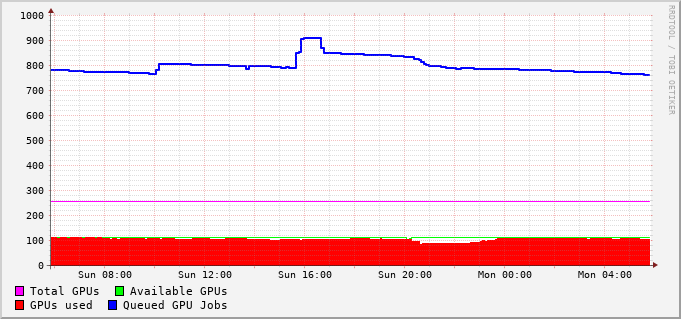 1000
900
800
700
600
500
400
300
200
100
0
Sun 08:00 Sun 12:00 Sun 16:00 Sun 20:00 Mon 00:00 Mon 04:00
Total GPUs Available GPUs
GPUs used Queued GPU Jobs
RRDTOOL / TOBI OETIKER